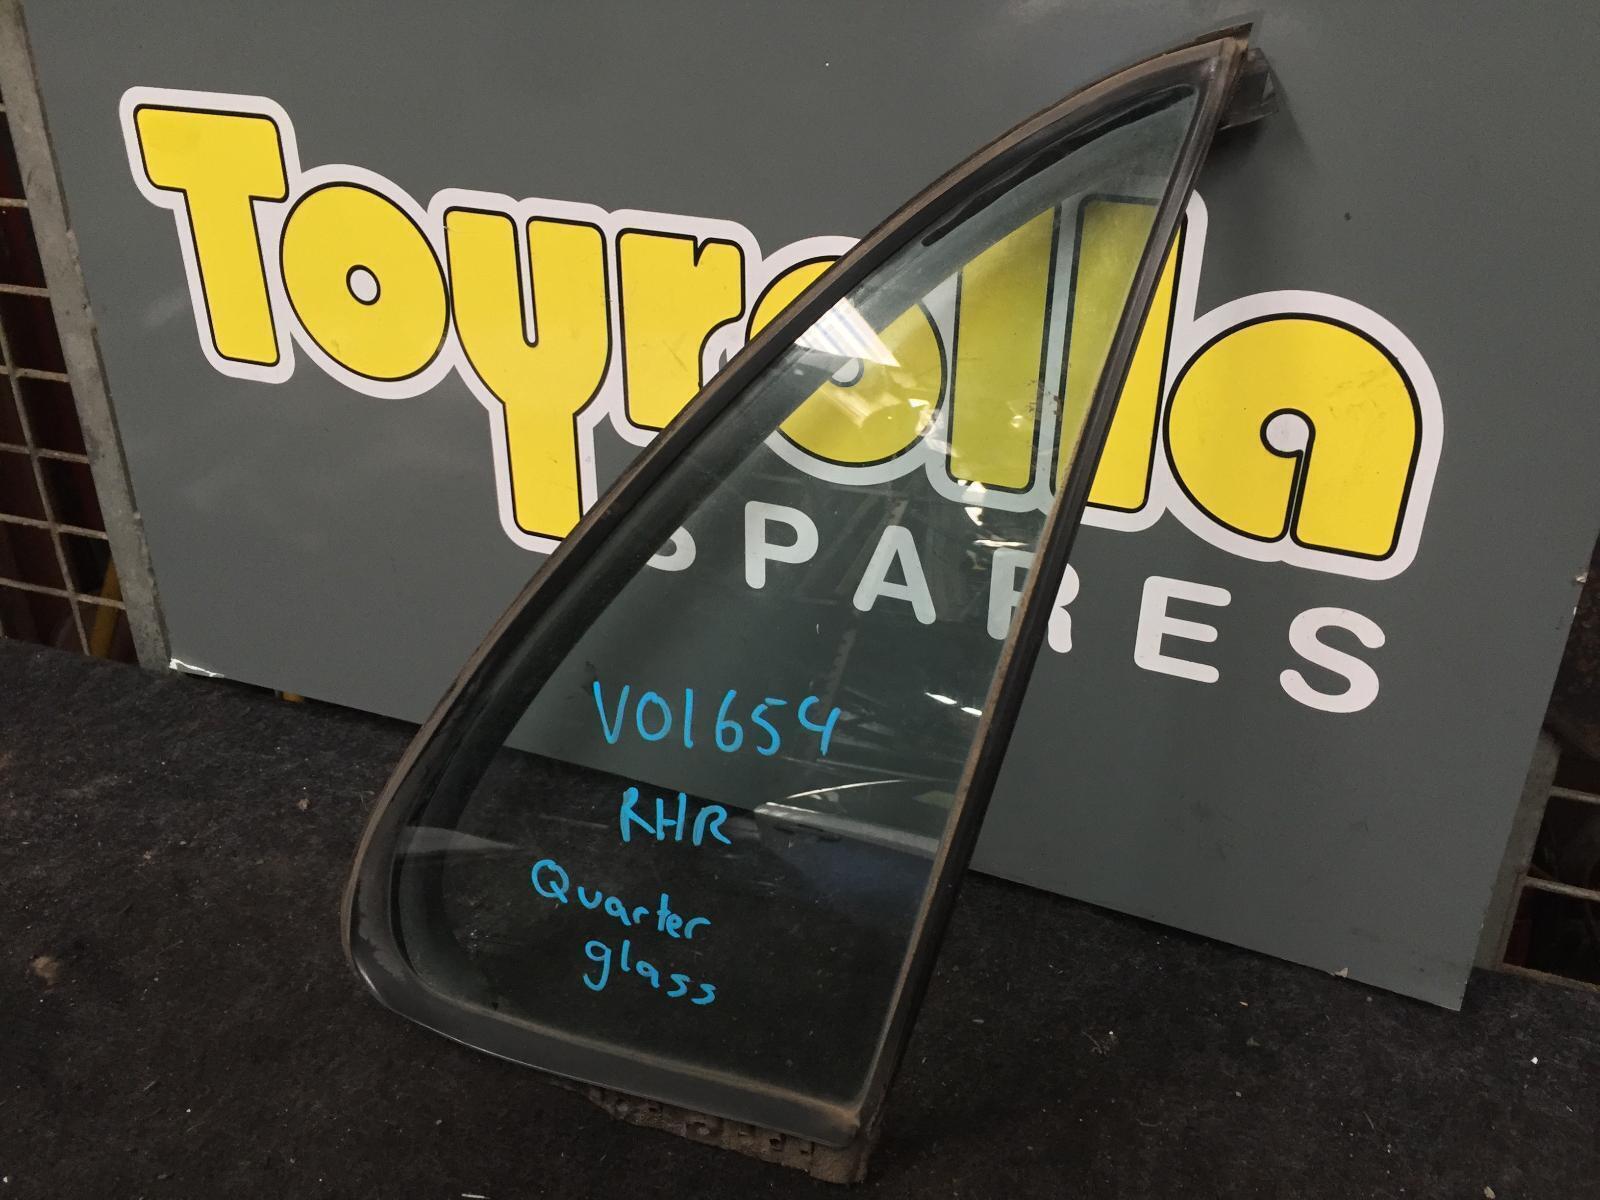 Toyrolla
SPARES
V01654
RHR
Quarter
glass